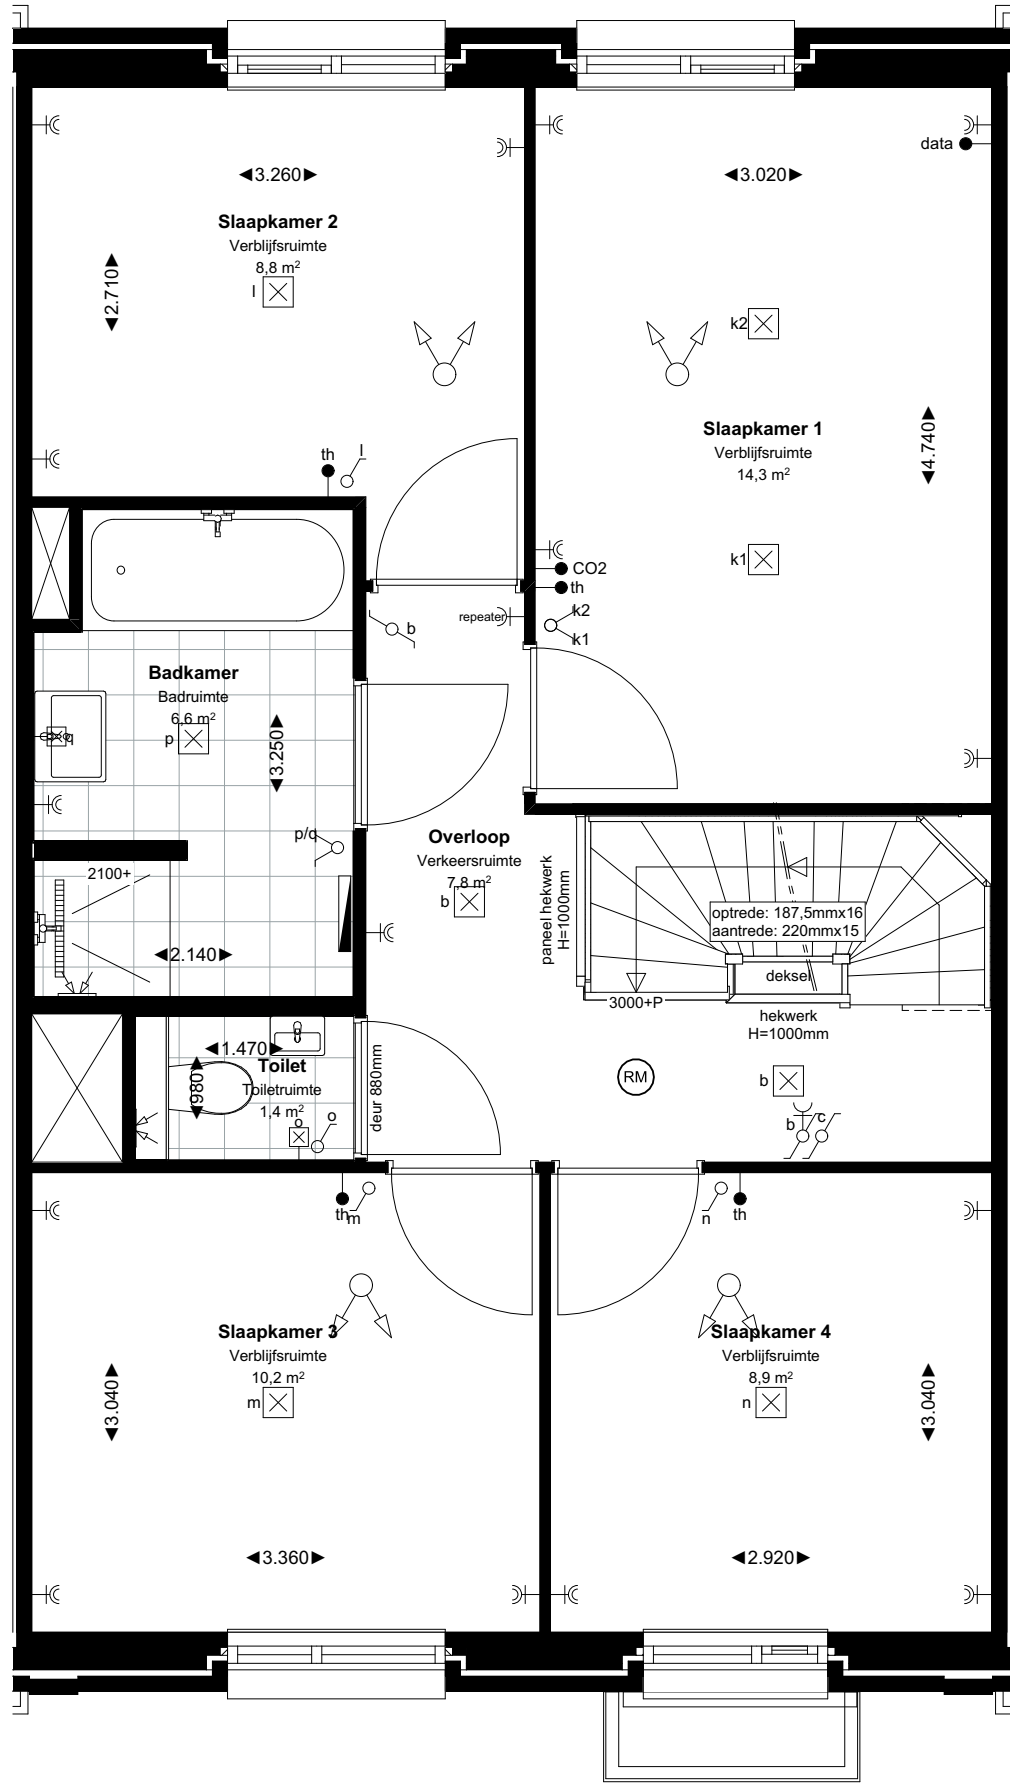 data
3.260
3.020
Slaapkamer 2
Verblijfsruimte
8,8 m²
l
2.710
k2
Slaapkamer 1
Verblijfsruimte
14,3 m²
4.740
th
l
k1
CO2
th
repeater
k2
k1
b
Badkamer
Badruimte
6,6 m²
p
q
3.250
p/q
Overloop
Verkeersruimte
7,8 m²
b
2100+
2.140
paneel hekwerk
H=1000mm
optrede: 187,5mmx16
aantrede: 220mmx15
deksel
3000+P
hekwerk
H=1000mm
1.470
980
Toilet
Toiletruimte
1,4 m²
o
o
deur 880mm
RM
b
b
c
th
m
n
th
Slaapkamer 3
Verblijfsruimte
10,2 m²
m
3.040
Slaapkamer 4
Verblijfsruimte
8,9 m²
n
3.040
3.360
2.920